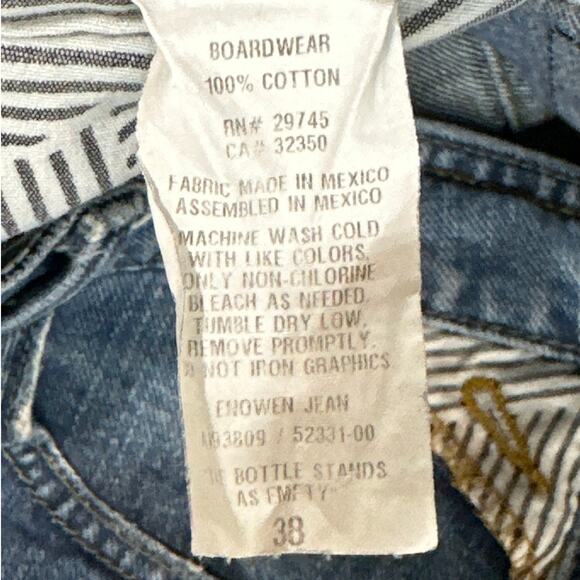 BOARDWEAR
100% COTTON
RN# 29745
CA# 32350
FABRIC MADE IN MEXICO
ASSEMBLED IN MEXICO
MACHINE WASH COLD
WITH LIKE COLORS,
ONLY NON-CHLORINE
BLEACH AS NEEDED,
TUMBLE DRY LOW,
REMOVE PROMPTLY.
NOT IRON GRAPHICS
ENOWEN JEAN
/ 52331-00
BOTTLE STANDS
AS EMPTY
38